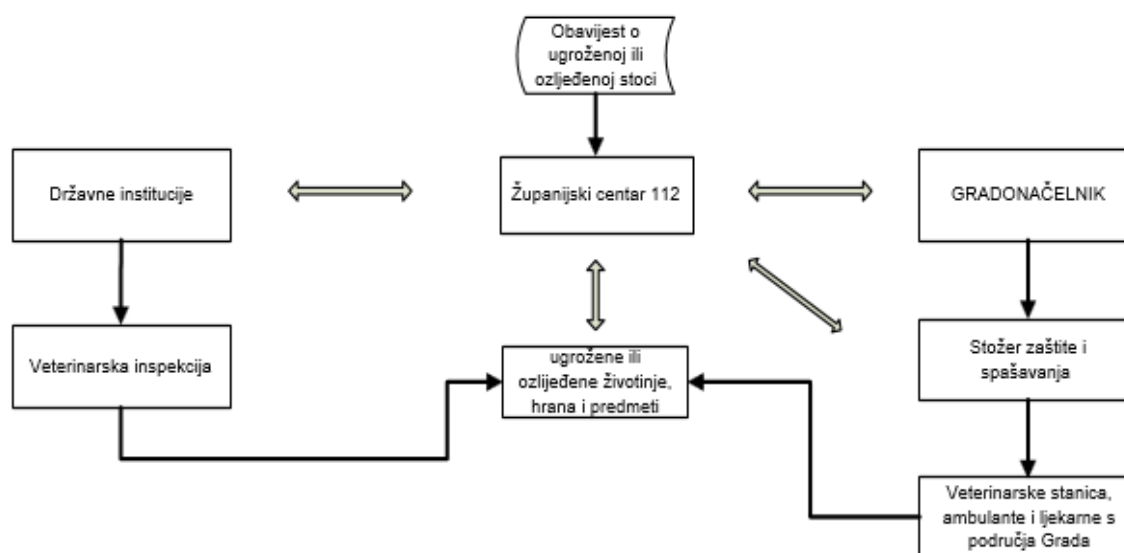 Obavijest o
ugroženoj ili
ozljeđenoj stoci
Državne institucije
Županijski centar 112
GRADONAČELNIK
Veterinarska inspekcija
ugrožene ili
ozlijeđene životinje,
hrana i predmeti
Stožer zaštite i
spašavanja
Veterinarske stanica,
ambulante i ljekarne s
područja Grada